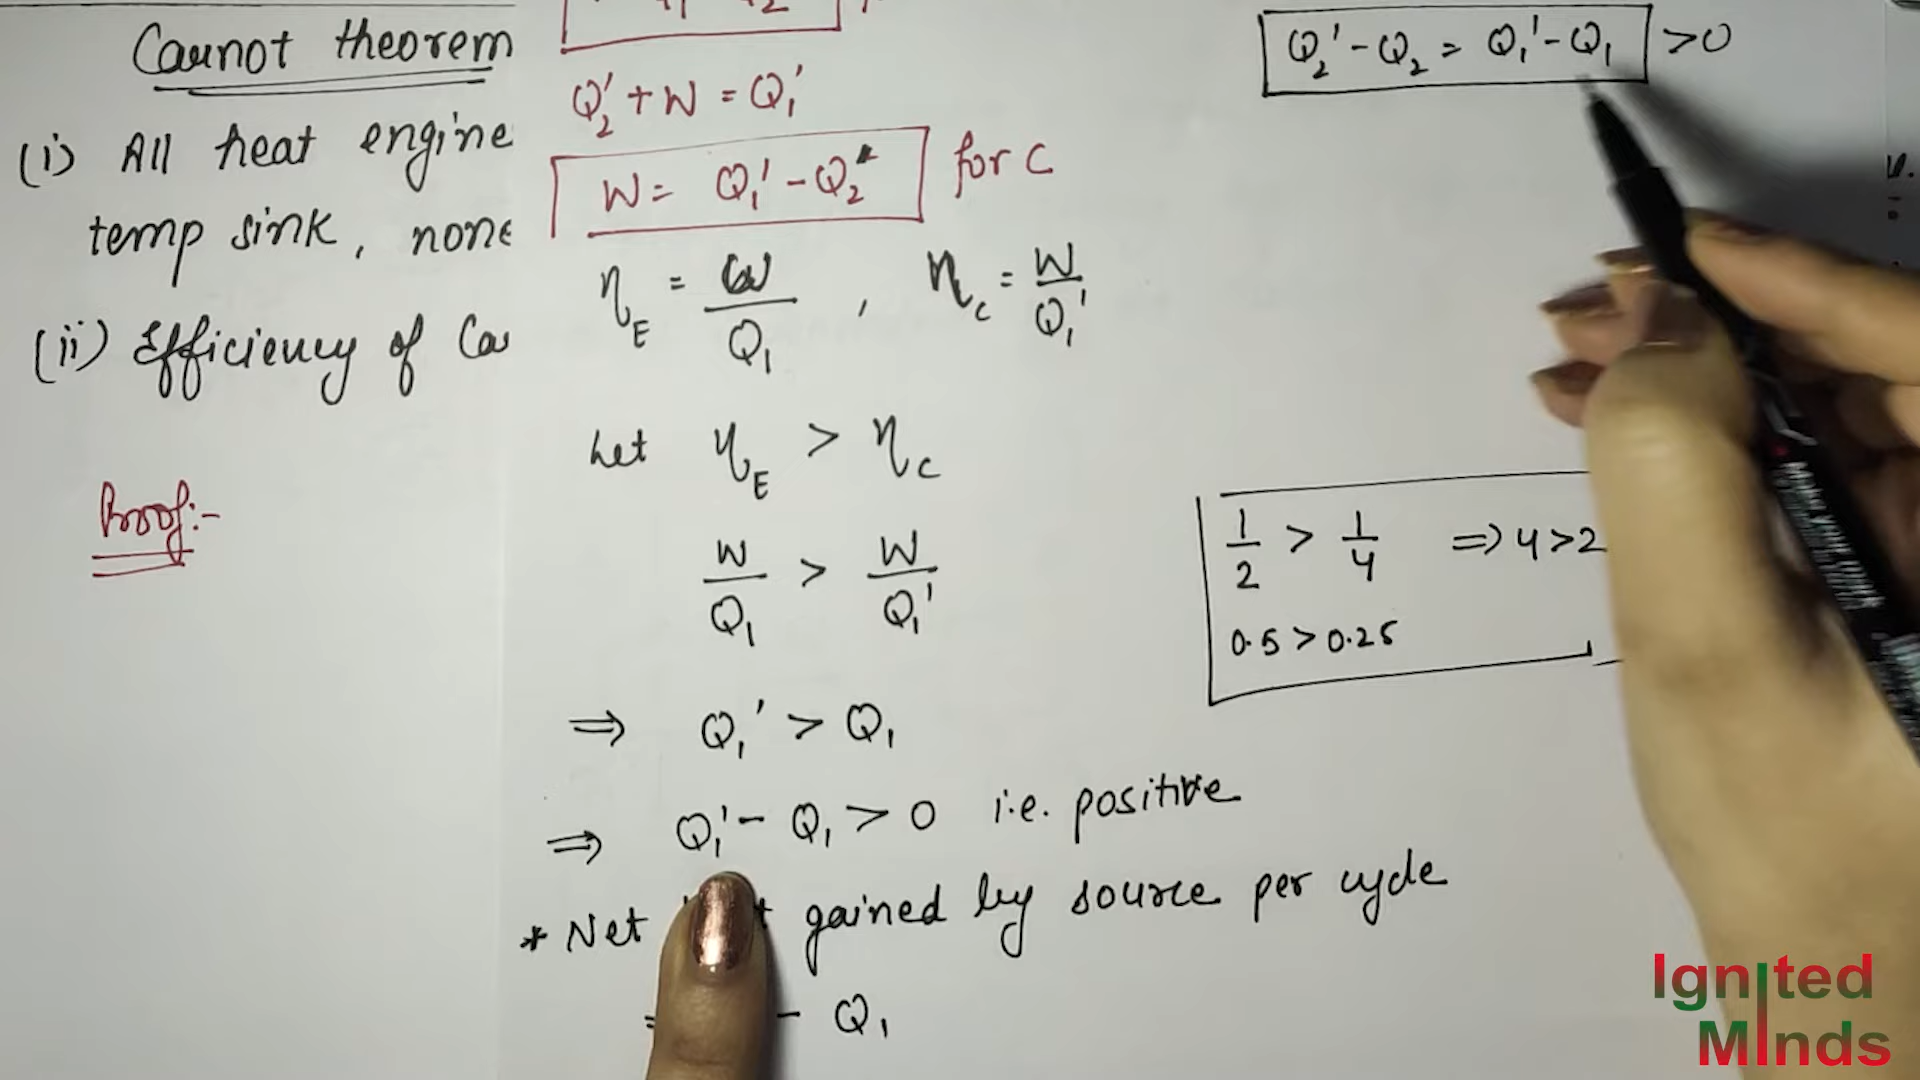 Carnot theorem
(i) All heat engine
temp sink, none
(ii) Efficiency of Ca
Proof:-
Q₂' + W = Q₁'
W = Q₁' - Q₂' for C
η_E = W/Q₁ , η_C = W/Q₁'
Let η_E > η_C
W/Q₁ > W/Q₁'
⇒ Q₁' > Q₁
⇒ Q₁' - Q₁ > 0 i.e. positive
* Net gained by source per cycle
- Q₁
Q₂' - Q₂ = Q₁' - Q₁ > 0
1/2 > 1/4 ⇒ 4 > 2
0.5 > 0.25
Ignited
Minds